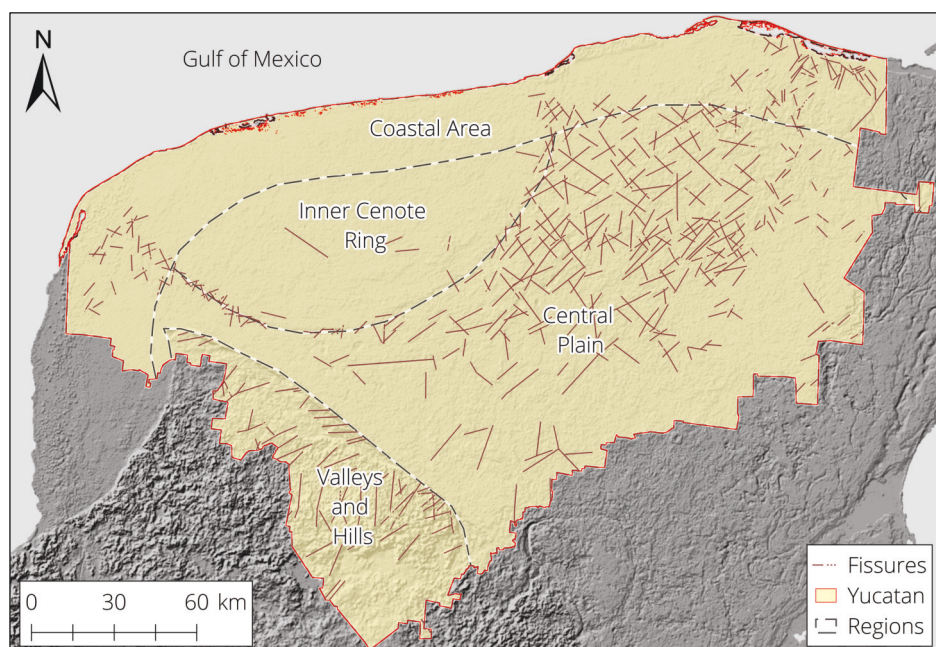 N
Gulf of Mexico
Coastal Area
Inner Cenote
Ring
Central
Plain
Valleys
and
Hills
0 30 60 km
Fissures
Yucatan
Regions